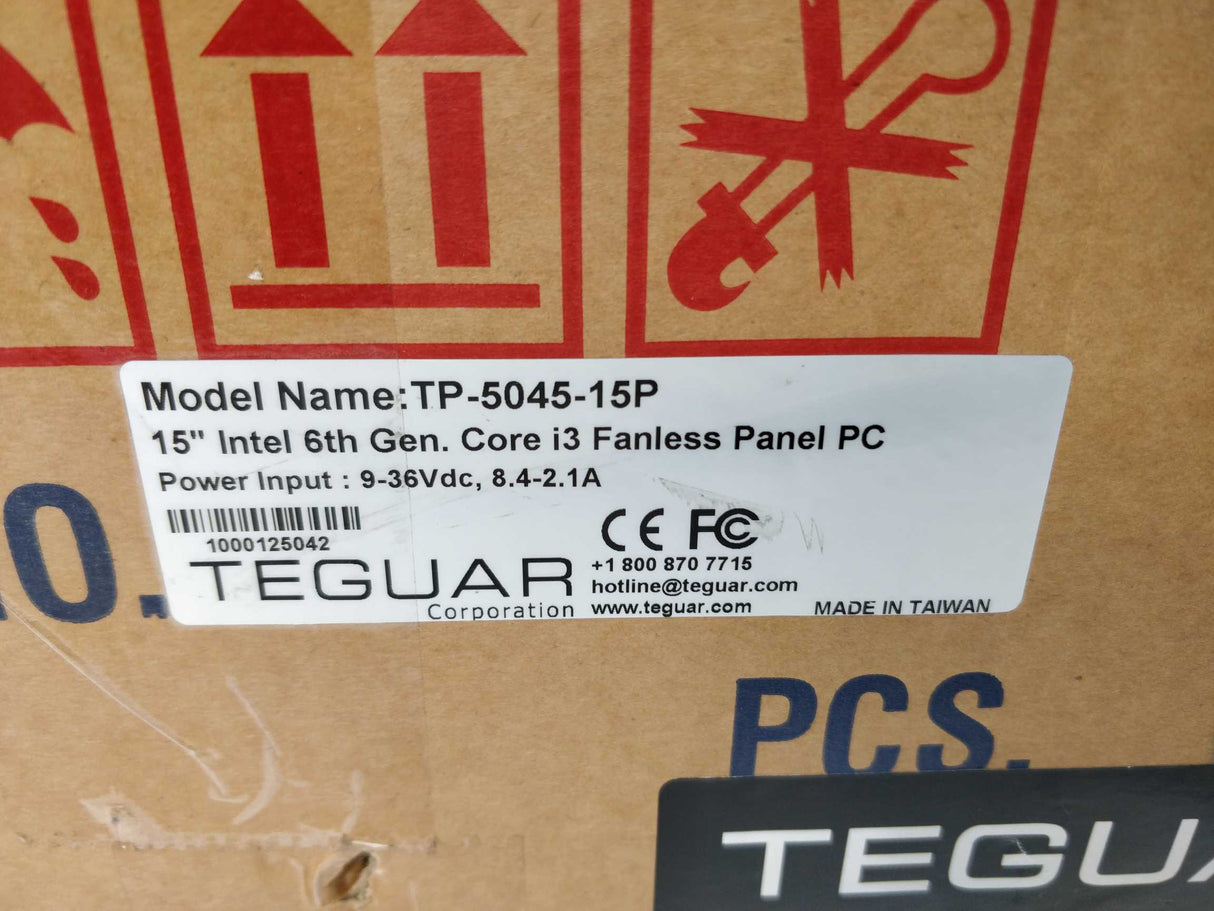 Model Name:TP-5045-15P
15" Intel 6th Gen. Core i3 Fanless Panel PC
Power Input : 9-36Vdc, 8.4-2.1A
1000125042
CE FC
TEGUAR
Corporation
+1 800 870 7715
hotline@teguar.com
www.teguar.com
MADE IN TAIWAN
O.
PCS.
TEGUA